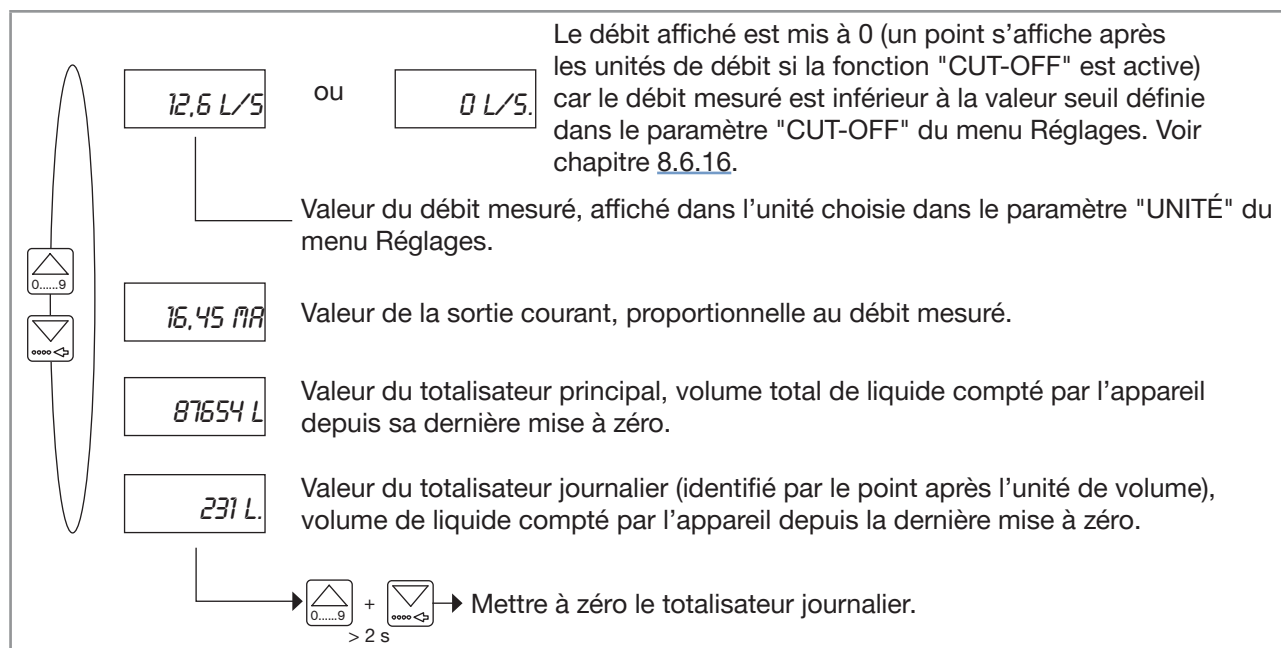 Le débit affiché est mis à 0 (un point s’affiche après
les unités de débit si la fonction "CUT-OFF" est active)
car le débit mesuré est inférieur à la valeur seuil définie
dans le paramètre "CUT-OFF" du menu Réglages. Voir
chapitre 8.6.16.
12,6 L/S
ou
0 L/S.
Valeur du débit mesuré, affiché dans l’unité choisie dans le paramètre "UNITÉ" du
menu Réglages.
0......9
16,45 MA
Valeur de la sortie courant, proportionnelle au débit mesuré.
87654 L
Valeur du totalisateur principal, volume total de liquide compté par l’appareil
depuis sa dernière mise à zéro.
231 L.
Valeur du totalisateur journalier (identifié par le point après l’unité de volume),
volume de liquide compté par l’appareil depuis la dernière mise à zéro.
0......9
+
> 2 s
Mettre à zéro le totalisateur journalier.